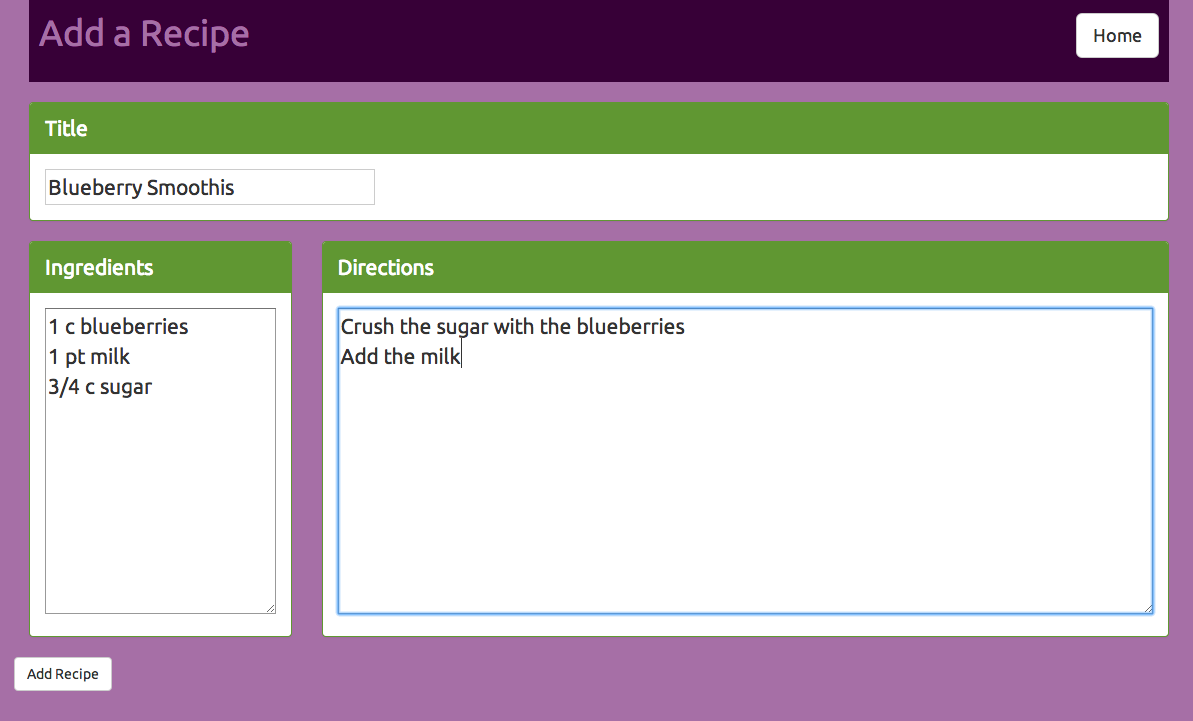 Add a Recipe
Home
Title
Blueberry Smoothis
Ingredients
1 c blueberries
1 pt milk
3/4 c sugar
Directions
Crush the sugar with the blueberries
Add the milk
Add Recipe